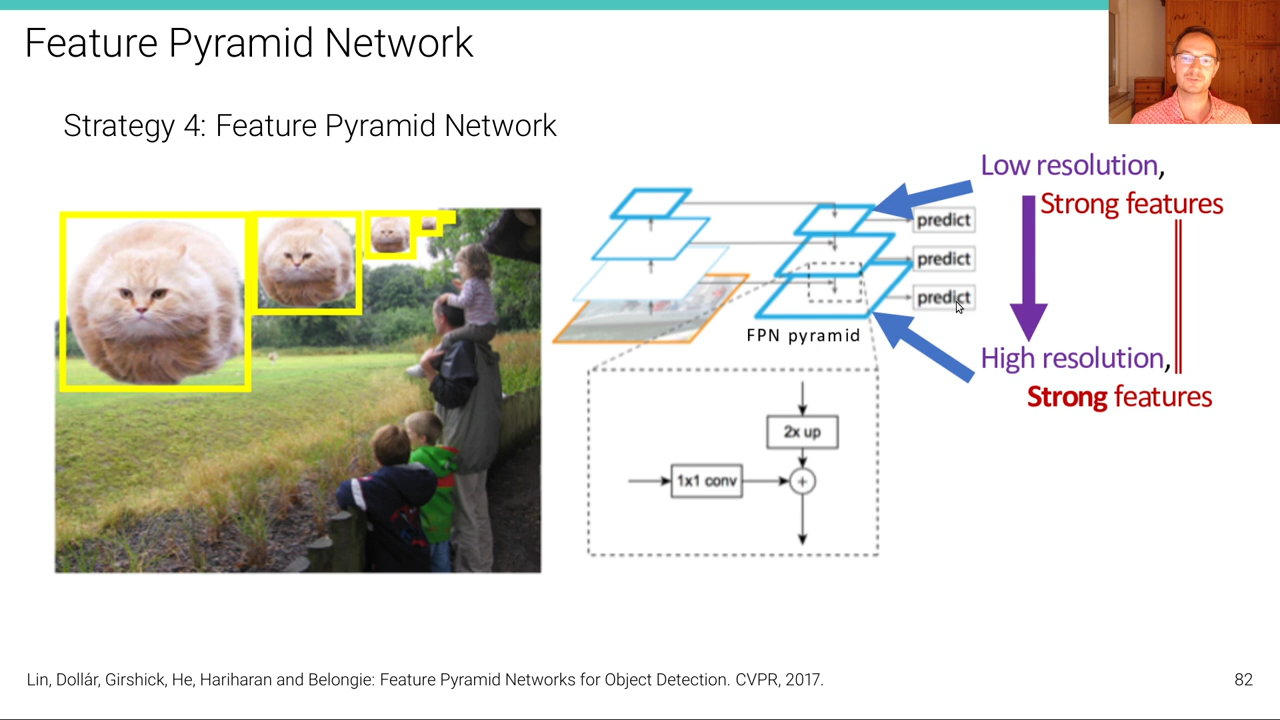 Feature Pyramid Network
Strategy 4: Feature Pyramid Network
Low resolution,
Strong features
predict
predict
predict
FPN pyramid
High resolution,
Strong features
2x up
1x1 conv
+
Lin, Dollár, Girshick, He, Hariharan and Belongie: Feature Pyramid Networks for Object Detection. CVPR, 2017.
82